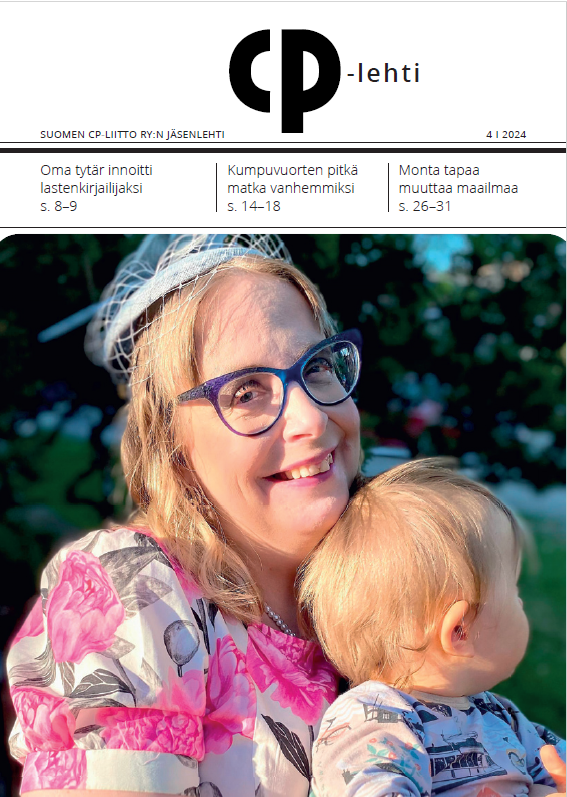 CP-lehti
SUOMEN CP-LIITTO RY:N JÄSENLEHTI
4 I 2024
Oma tytär innoitti
lastenkirjailijaksi
s. 8–9
Kumpuvuorten pitkä
matka vanhemmiksi
s. 14–18
Monta tapaa
muuttaa maailmaa
s. 26–31